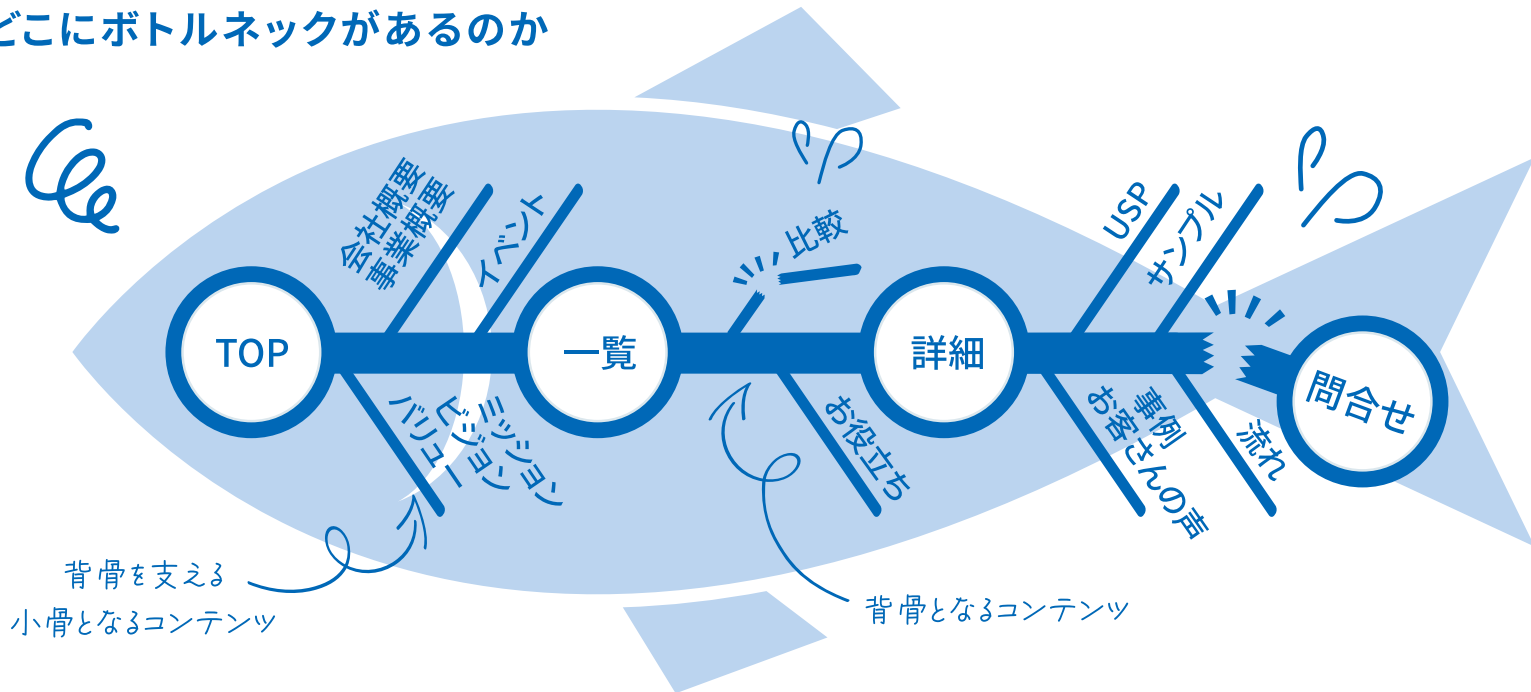 どこにボトルネックがあるのか
会社概要
事業概要
イベント
比較
USP
サンプル
TOP
一覧
詳細
問合せ
ミッション
ビジョン
バリュー
お役立ち
事例
お客さんの声
流れ
背骨を支える
小骨となるコンテンツ
背骨となるコンテンツ